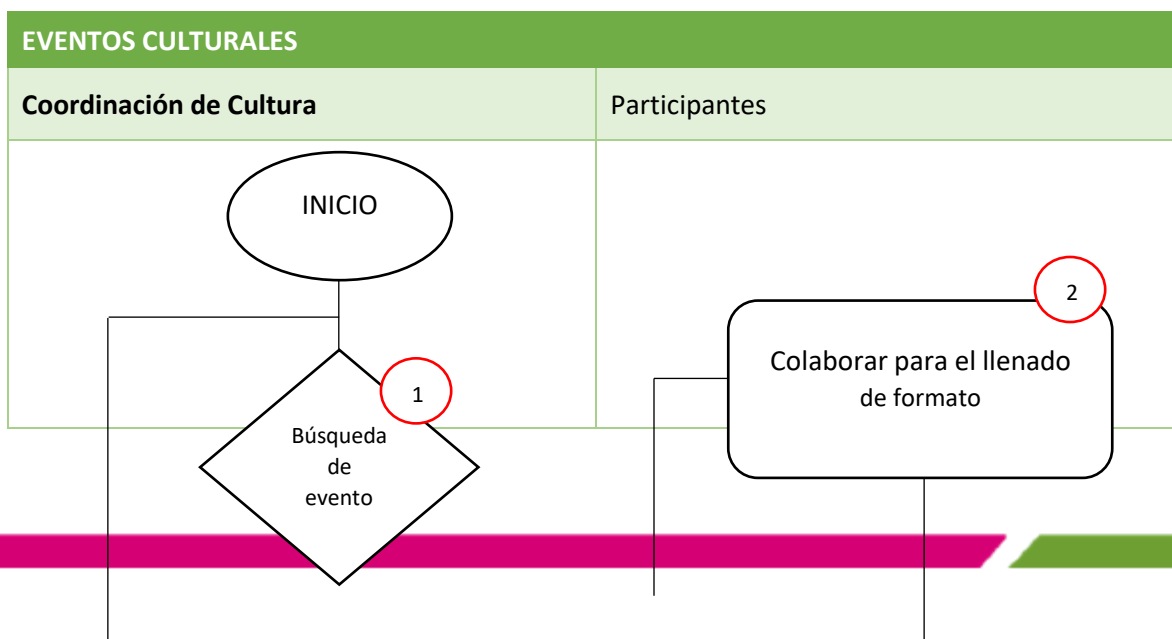 EVENTOS CULTURALES
Coordinación de Cultura
Participantes
INICIO
2
Colaborar para el llenado
de formato
1
Búsqueda
de
evento